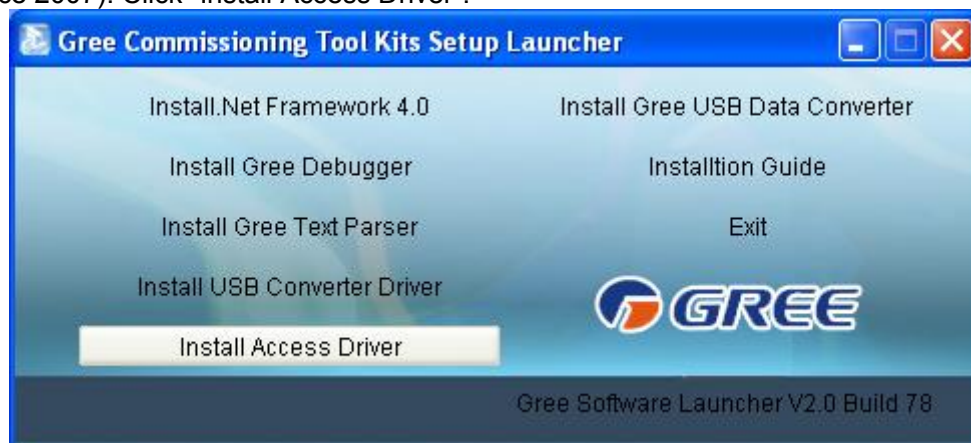 ss 2007). Click "Install Access Driver".
Gree Commissioning Tool Kits Setup Launcher
Install.Net Framework 4.0
Install Gree Debugger
Install Gree Text Parser
Install USB Converter Driver
Install Access Driver
Install Gree USB Data Converter
Installtion Guide
Exit
GREE
Gree Software Launcher V2.0 Build 78